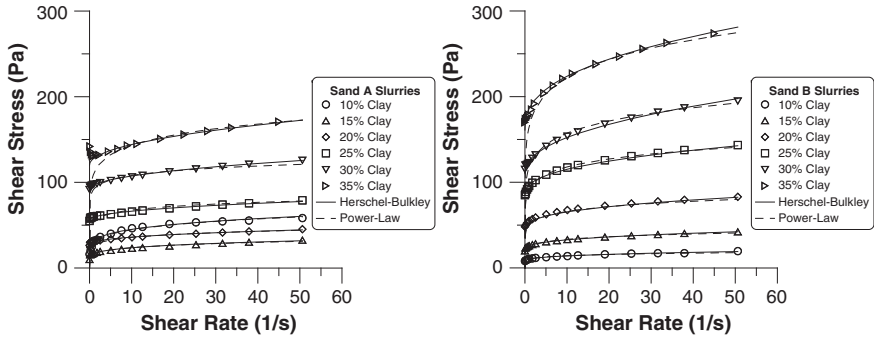 300
200
100
0
Shear Stress (Pa)
0 10 20 30 40 50 60
Shear Rate (1/s)
Sand A Slurries
10% Clay
15% Clay
20% Clay
25% Clay
30% Clay
35% Clay
Herschel-Bulkley
Power-Law
300
200
100
0
Shear Stress (Pa)
0 10 20 30 40 50 60
Shear Rate (1/s)
Sand B Slurries
10% Clay
15% Clay
20% Clay
25% Clay
30% Clay
35% Clay
Herschel-Bulkley
Power-Law